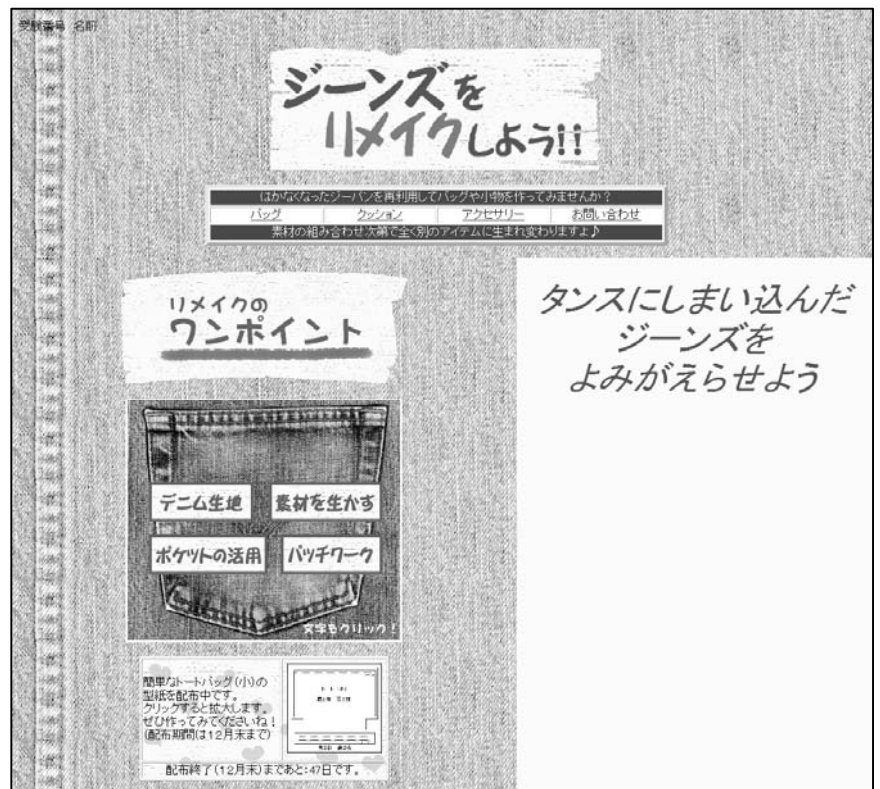 受験番号 名前
ジーンズを
リメイクしよう!!
はかなくなったジーパンを再利用してバッグや小物を作ってみませんか？
バッグ クッション アクセサリー お問い合わせ
素材の組み合わせ次第で全く別のアイテムに生まれ変わりますよ♪
リメイクの
ワンポイント
デニム生地 素材を生かす
ポケットの活用 パッチワーク
文字もクリック！
簡単なトートバッグ(小)の
型紙を配布中です。
クリックすると拡大します。
ぜひ作ってみてくださいね！
(配布期間は12月末まで)
配布終了(12月末)まであと:47日です。
タンスにしまい込んだ
ジーンズを
よみがえらせよう